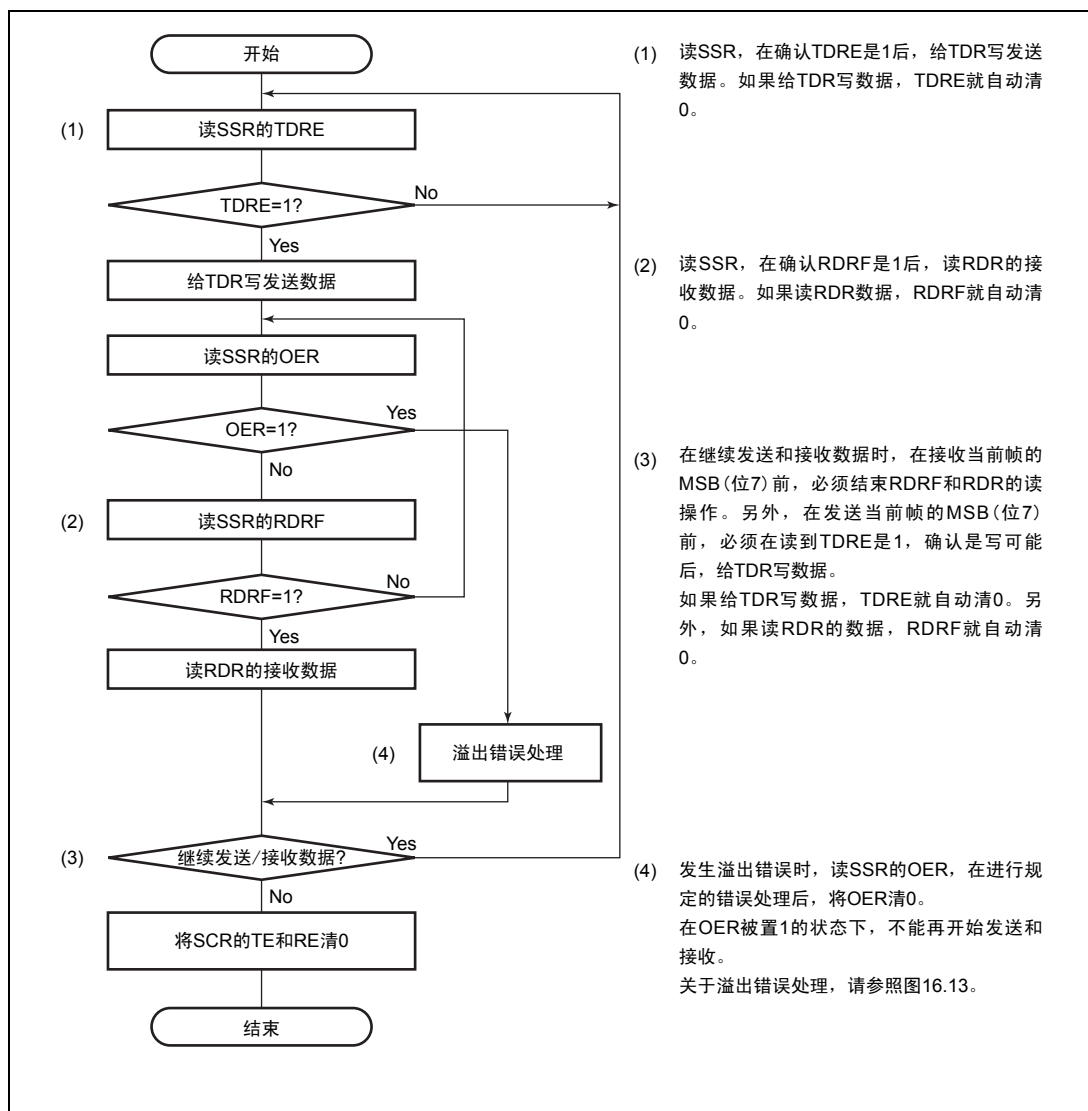 开始
(1)
读SSR的TDRE
TDRE=1?
No
Yes
给TDR写发送数据
读SSR的OER
OER=1?
Yes
No
(2)
读SSR的RDRF
RDRF=1?
No
Yes
读RDR的接收数据
(4)
溢出错误处理
(3)
继续发送/接收数据?
Yes
No
将SCR的TE和RE清0
结束
(1) 读SSR，在确认TDRE是1后，给TDR写发送
数据。如果给TDR写数据，TDRE就自动清
0。
(2) 读SSR，在确认RDRF是1后，读RDR的接
收数据。如果读RDR数据，RDRF就自动清
0。
(3) 在继续发送和接收数据时，在接收当前帧的
MSB(位7)前，必须结束RDRF和RDR的读
操作。另外，在发送当前帧的MSB(位7)
前，必须在读到TDRE是1，确认是写可能
后，给TDR写数据。
如果给TDR写数据，TDRE就自动清0。另
外，如果读RDR的数据，RDRF就自动清
0。
(4) 发生溢出错误时，读SSR的OER，在进行规
定的错误处理后，将OER清0。
在OER被置1的状态下，不能再开始发送和
接收。
关于溢出错误处理，请参照图16.13。